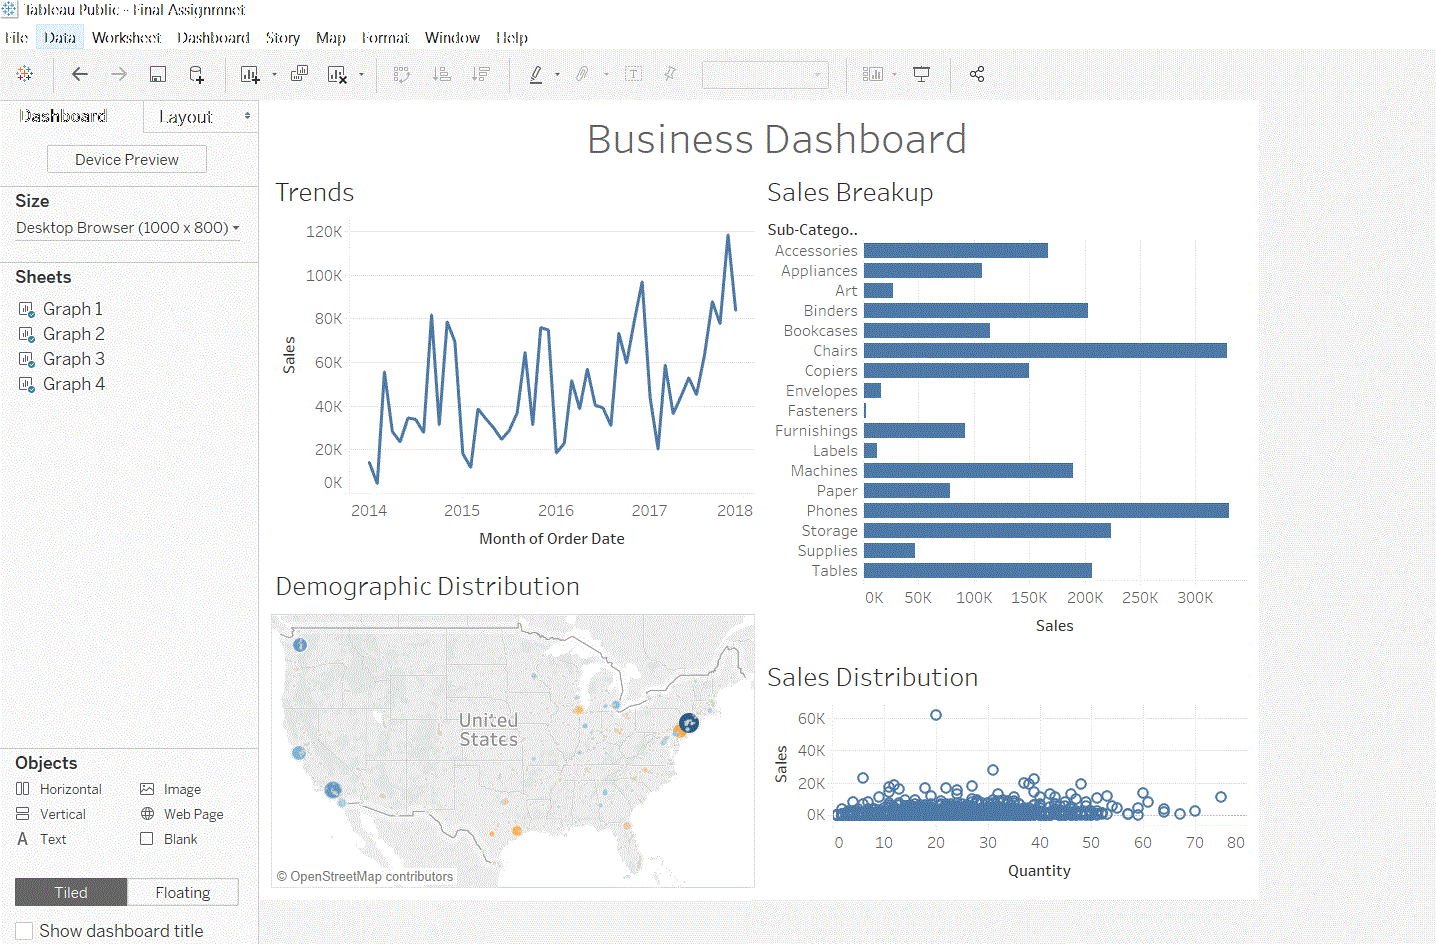 Tableau Public - Final Assignmnet
File Data Worksheet Dashboard Story Map Format Window Help
Dashboard Layout
Device Preview
Size
Desktop Browser (1000 x 800)
Sheets
Graph 1
Graph 2
Graph 3
Graph 4
Objects
Horizontal Image
Vertical Web Page
Text Blank
Tiled Floating
Show dashboard title
Business Dashboard
Trends
120K
100K
80K
60K
40K
20K
0K
Sales
2014 2015 2016 2017 2018
Month of Order Date
Sales Breakup
Sub-Catego..
Accessories
Appliances
Art
Binders
Bookcases
Chairs
Copiers
Envelopes
Fasteners
Furnishings
Labels
Machines
Paper
Phones
Storage
Supplies
Tables
0K 50K 100K 150K 200K 250K 300K
Sales
Demographic Distribution
United
States
© OpenStreetMap contributors
Sales Distribution
60K
40K
20K
0K
Sales
0 10 20 30 40 50 60 70 80
Quantity